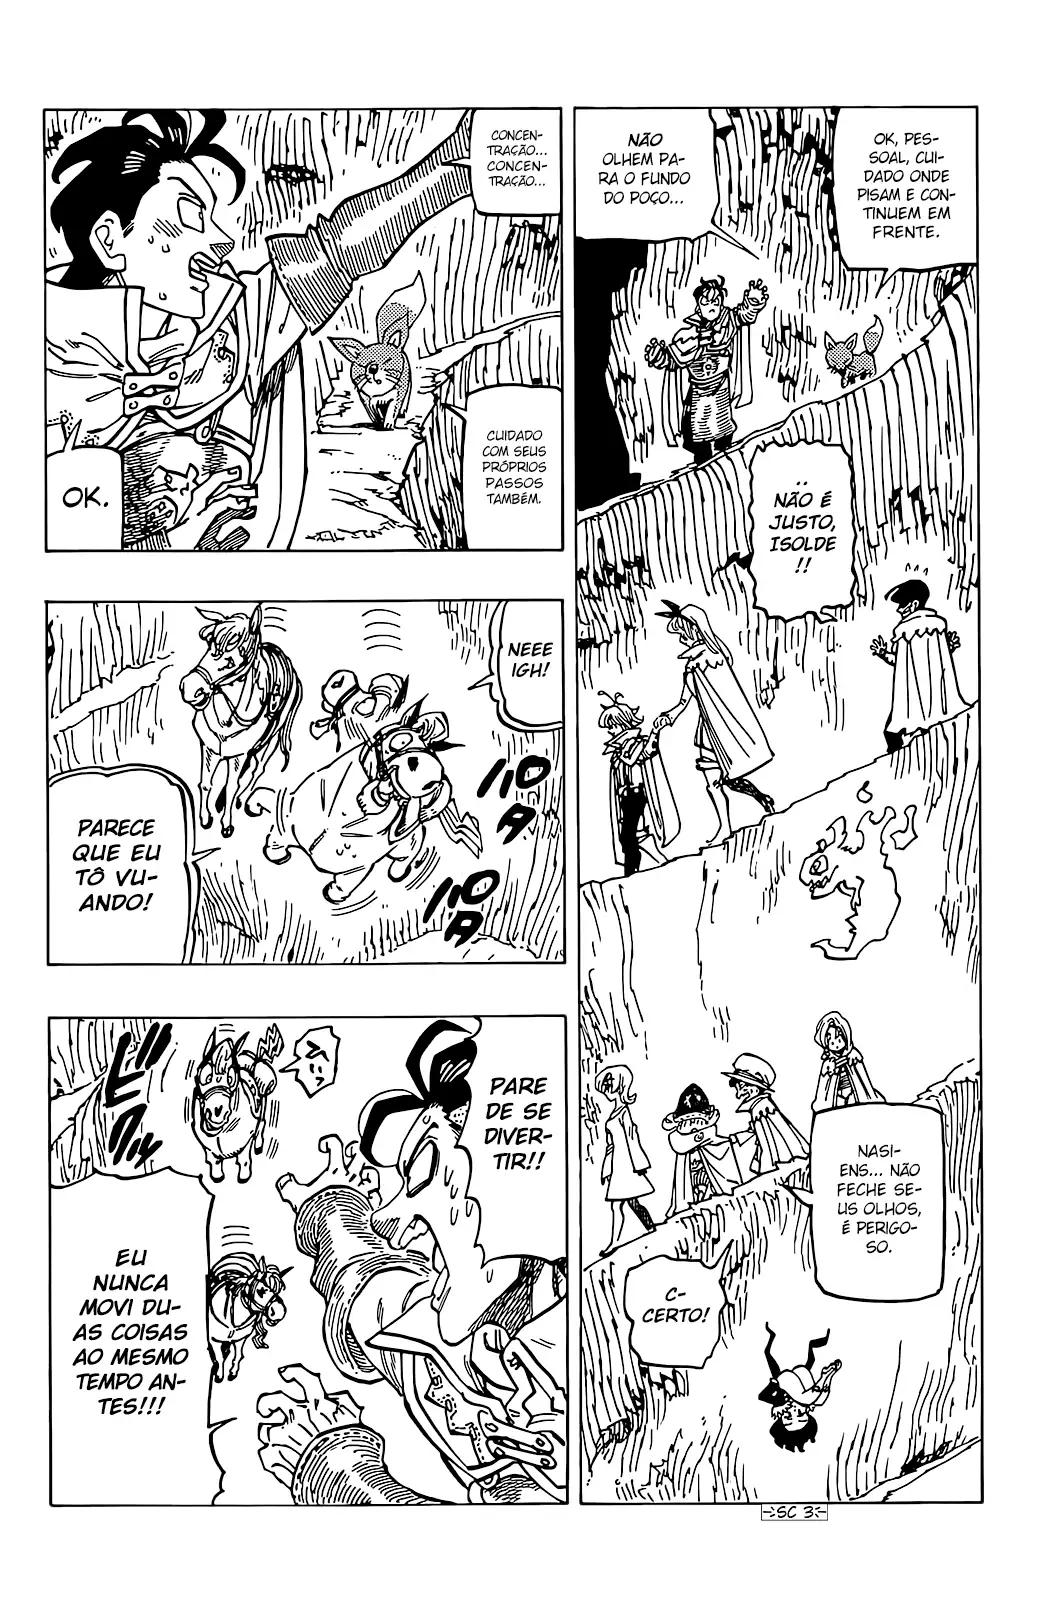 OK, PES-
SOAL, CUI-
DADO ONDE
PISAM E CON-
TINUEM EM
FRENTE.
NÃO
OLHEM PA-
RA O FUNDO
DO POÇO...
..
NÃO É
JUSTO,
ISOLDE
!!
NASI-
ENS... NÃO
FECHE SE-
US OLHOS,
É PERIGO-
SO.
C-
CERTO!
SC 3
CONCEN-
TRAÇÃO...
CONCEN-
TRAÇÃO...
CUIDADO
COM SEUS
PRÓPRIOS
PASSOS
TAMBÉM.
OK.
NEEE
IGH!
PARECE
QUE EU
TÔ VU-
ANDO!
PARE
DE SE
DIVER-
TIR!!
EU
NUNCA
MOVI DU-
AS COISAS
AO MESMO
TEMPO AN-
TES!!!